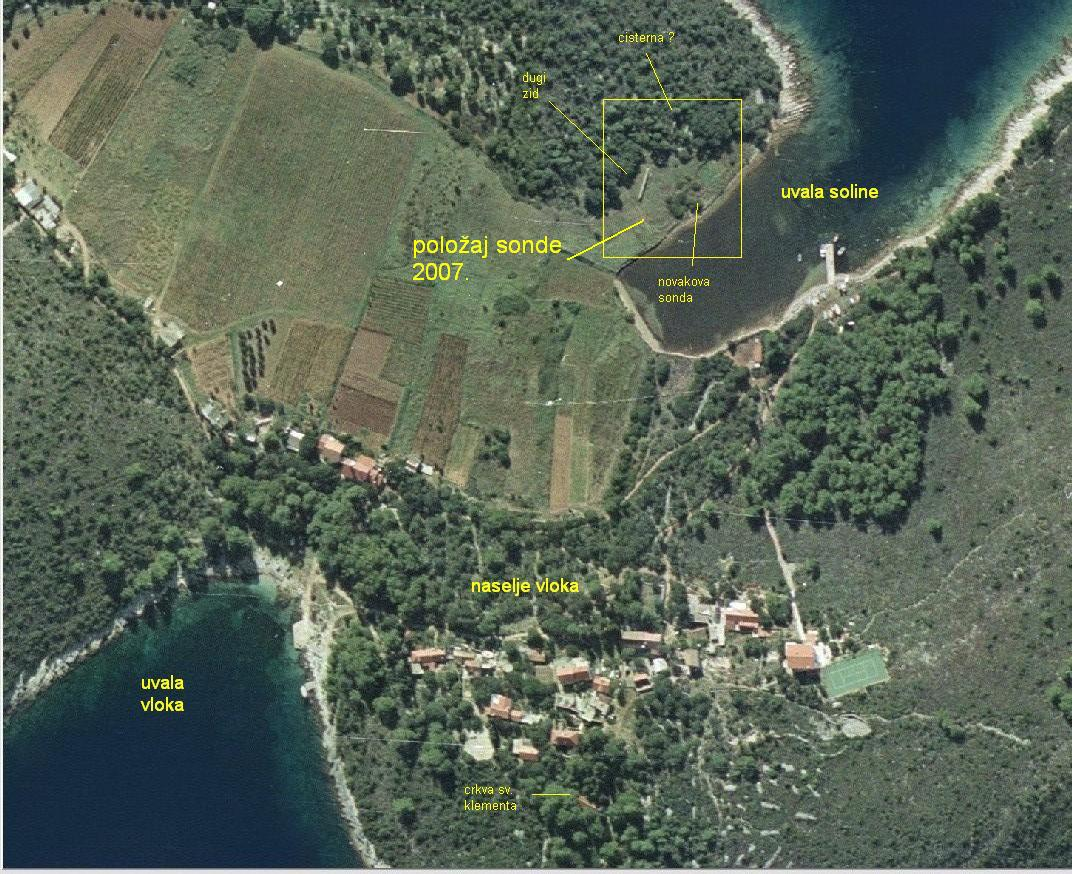 cisterna ?
dugi
zid
uvala soline
položaj sonde
2007.
novakova
sonda
naselje vloka
uvala
vloka
crkva sv.
klementa